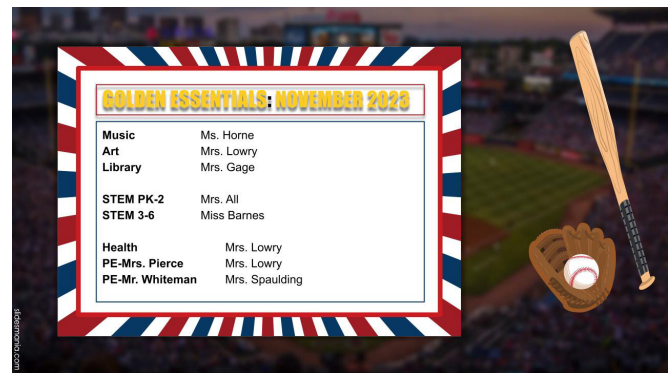 GOLDEN ESSENTIALS: NOVEMBER 2023
Music Ms. Horne
Art Mrs. Lowry
Library Mrs. Gage
STEM PK-2 Mrs. All
STEM 3-6 Miss Barnes
Health Mrs. Lowry
PE-Mrs. Pierce Mrs. Lowry
PE-Mr. Whiteman Mrs. Spaulding
slidesmania.com